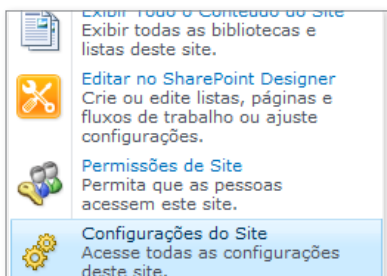 Exibir Todo o Conteúdo do Site
Exibir todas as bibliotecas e
listas deste site.
Editar no SharePoint Designer
Crie ou edite listas, páginas e
fluxos de trabalho ou ajuste
configurações.
Permissões de Site
Permita que as pessoas
acessem este site.
Configurações do Site
Acesse todas as configurações
deste site.